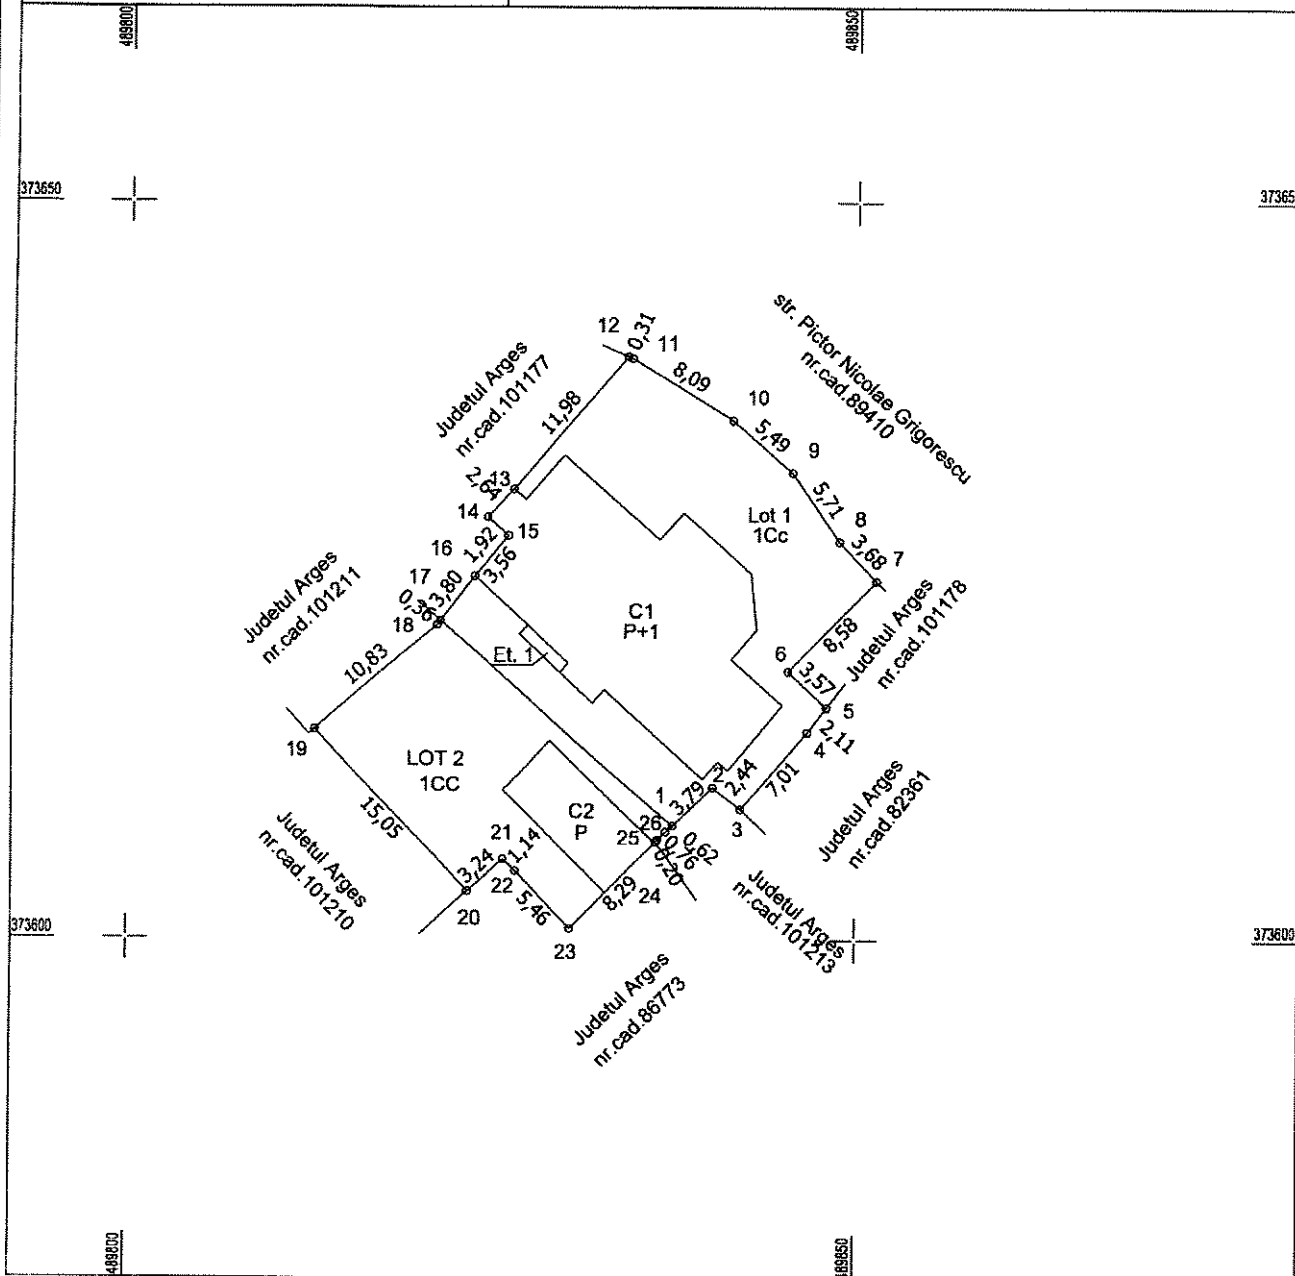 489800
489850
373650
37365
12
0,31
11
8,09
10
5,49
9
5,71
8
3,68
7
str. Pictor Nicolae Grigorescu
nr.cad.89410
Judetul Arges
nr.cad.101177
11,98
2,64
13
14
15
1,92
3,56
16
17
3,80
0,36
18
Lot 1
1Cc
C1
P+1
Et. 1
Judetul Arges
nr.cad.101211
10,83
19
6
8,58
3,57
5
Judetul Arges
nr.cad.101178
4
2,11
7,01
2,44
3
2
3,79
1
LOT 2
1CC
C2
P
15,05
21
1,14
3,24
22
20
5,46
23
8,29
24
25
26
0,62
0,76
0,20
Judetul Arges
nr.cad.82361
Judetul Arges
nr.cad.101213
Judetul Arges
nr.cad.101210
Judetul Arges
nr.cad.86773
373600
373600
489800
489850